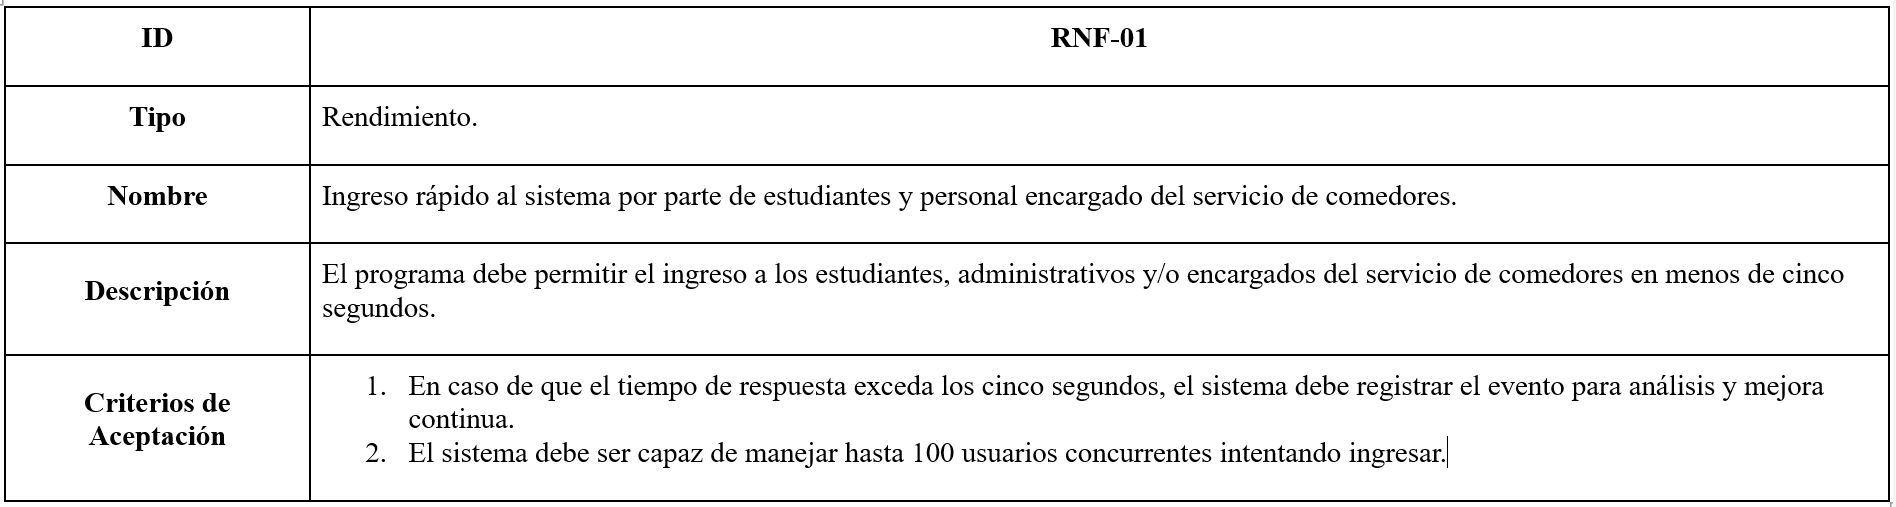 ID
RNF-01
Tipo
Rendimiento.
Nombre
Ingreso rápido al sistema por parte de estudiantes y personal encargado del servicio de comedores.
Descripción
El programa debe permitir el ingreso a los estudiantes, administrativos y/o encargados del servicio de comedores en menos de cinco
segundos.
Criterios de
Aceptación
1. En caso de que el tiempo de respuesta exceda los cinco segundos, el sistema debe registrar el evento para análisis y mejora
continua.
2. El sistema debe ser capaz de manejar hasta 100 usuarios concurrentes intentando ingresar.